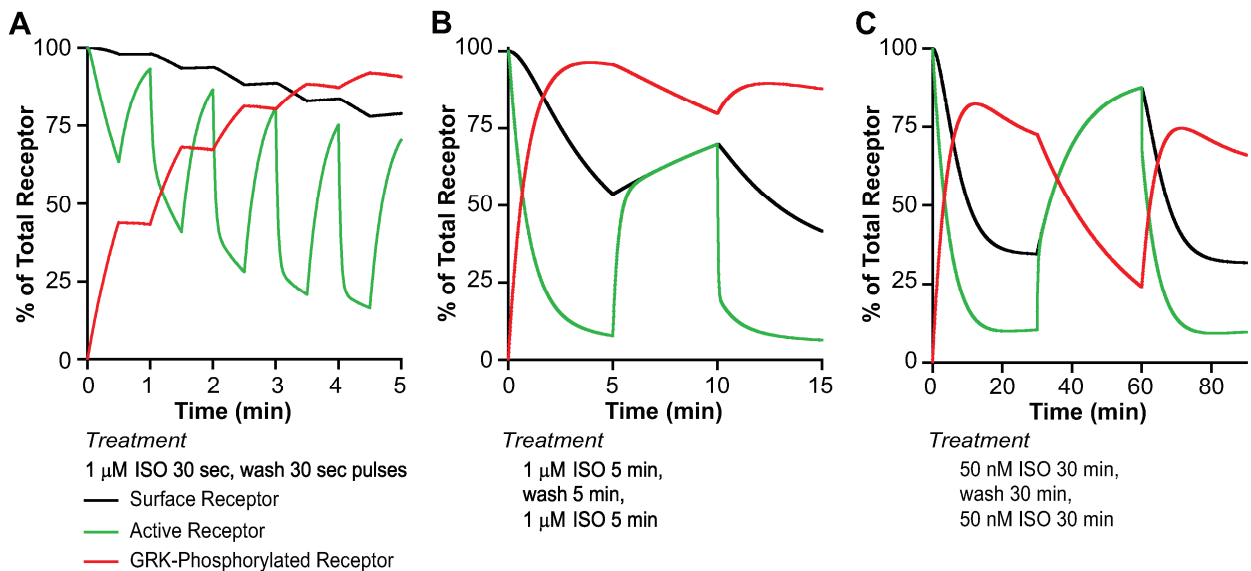 A
% of Total Receptor
100
75
50
25
0
0 1 2 3 4 5
Time (min)
Treatment
1 μM ISO 30 sec, wash 30 sec pulses
Surface Receptor
Active Receptor
GRK-Phosphorylated Receptor
B
% of Total Receptor
100
75
50
25
0
0 5 10 15
Time (min)
Treatment
1 μM ISO 5 min,
wash 5 min,
1 μM ISO 5 min
C
% of Total Receptor
100
75
50
25
0
0 20 40 60 80
Time (min)
Treatment
50 nM ISO 30 min,
wash 30 min,
50 nM ISO 30 min